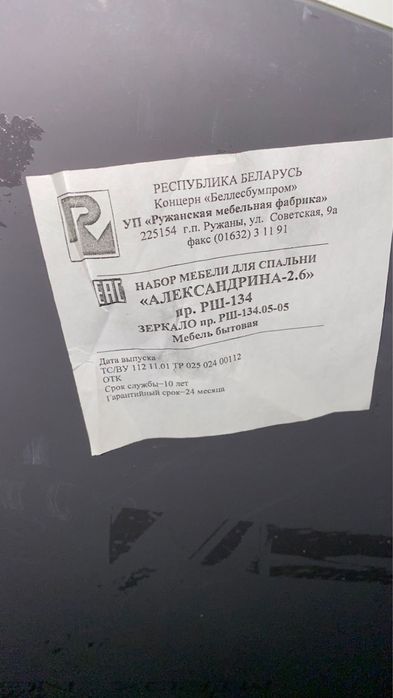 РЕСПУБЛИКА БЕЛАРУСЬ
Концерн «Беллесбумпром»
УП «Ружанская мебельная фабрика»
225154 г.п. Ружаны, ул. Советская, 9а
факс (01632) 3 11 91
ЕАС
НАБОР МЕБЕЛИ ДЛЯ СПАЛЬНИ
«АЛЕКСАНДРИНА-2.6»
пр. РШ-134
ЗЕРКАЛО пр. РШ-134.05-05
Мебель бытовая
Дата выпуска
ТС/ВУ 112 11.01 ТР 025 024 00112
ОТК
Срок службы–10 лет
Гарантийный срок–24 месяца